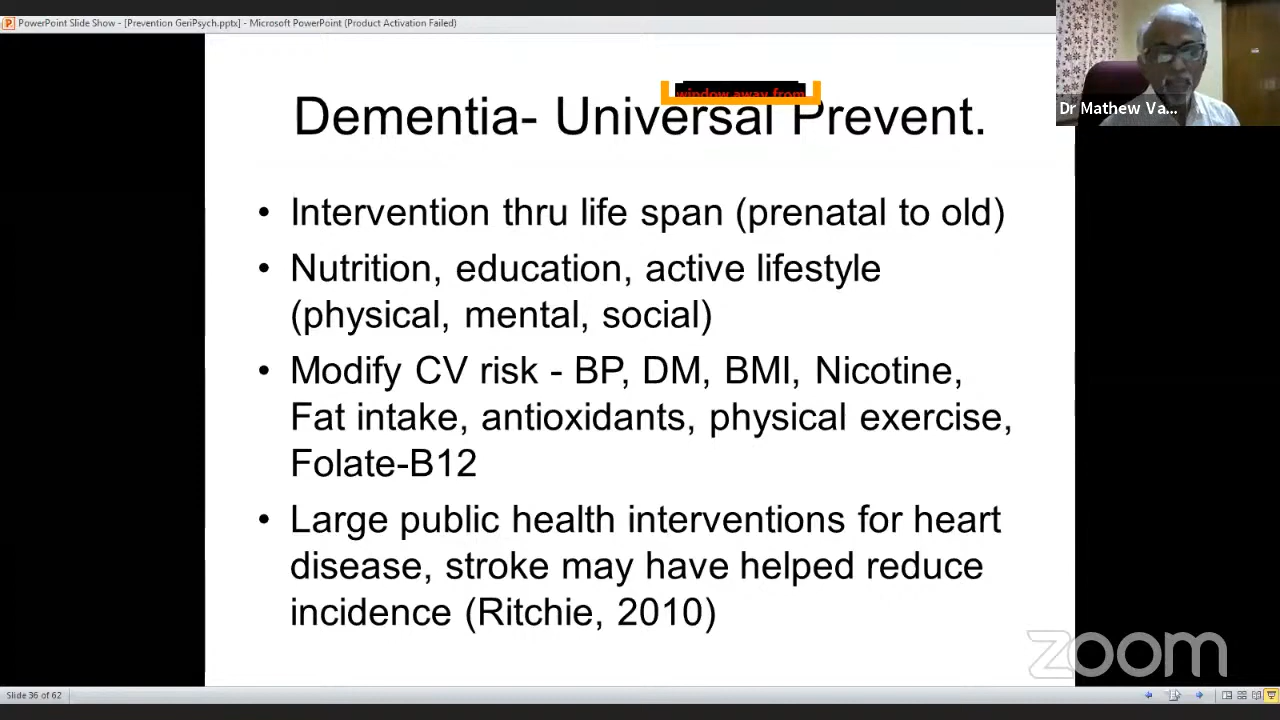 PowerPoint Slide Show - [Prevention GeriPsych.pptx] - Microsoft PowerPoint (Product Activation Failed)
window away from
Dr Mathew Va...
Dementia- Universal Prevent.
• Intervention thru life span (prenatal to old)
• Nutrition, education, active lifestyle
(physical, mental, social)
• Modify CV risk - BP, DM, BMI, Nicotine,
Fat intake, antioxidants, physical exercise,
Folate-B12
• Large public health interventions for heart
disease, stroke may have helped reduce
incidence (Ritchie, 2010)
zoom
Slide 36 of 62